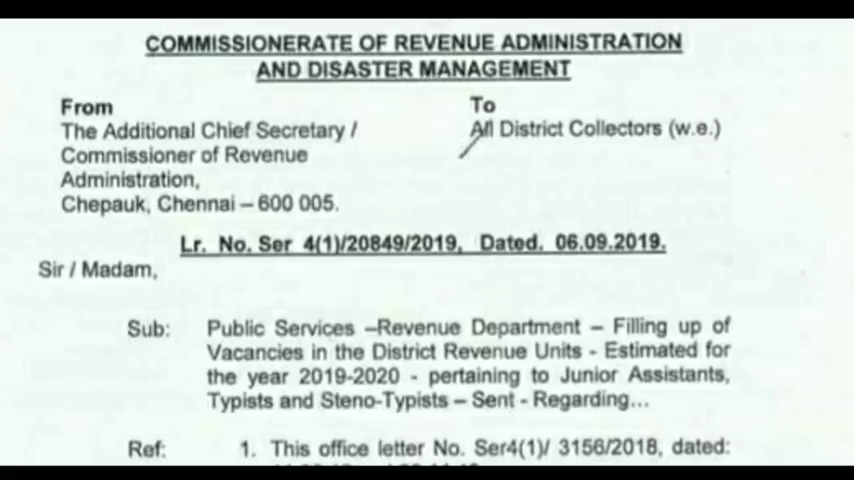 COMMISSIONERATE OF REVENUE ADMINISTRATION
AND DISASTER MANAGEMENT
From
The Additional Chief Secretary /
Commissioner of Revenue
Administration,
Chepauk, Chennai – 600 005.
To
All District Collectors (w.e.)
Lr. No. Ser 4(1)/20849/2019, Dated. 06.09.2019.
Sir / Madam,
Sub: Public Services –Revenue Department – Filling up of
Vacancies in the District Revenue Units - Estimated for
the year 2019-2020 - pertaining to Junior Assistants,
Typists and Steno-Typists – Sent - Regarding...
Ref: 1. This office letter No. Ser4(1)/ 3156/2018, dated: